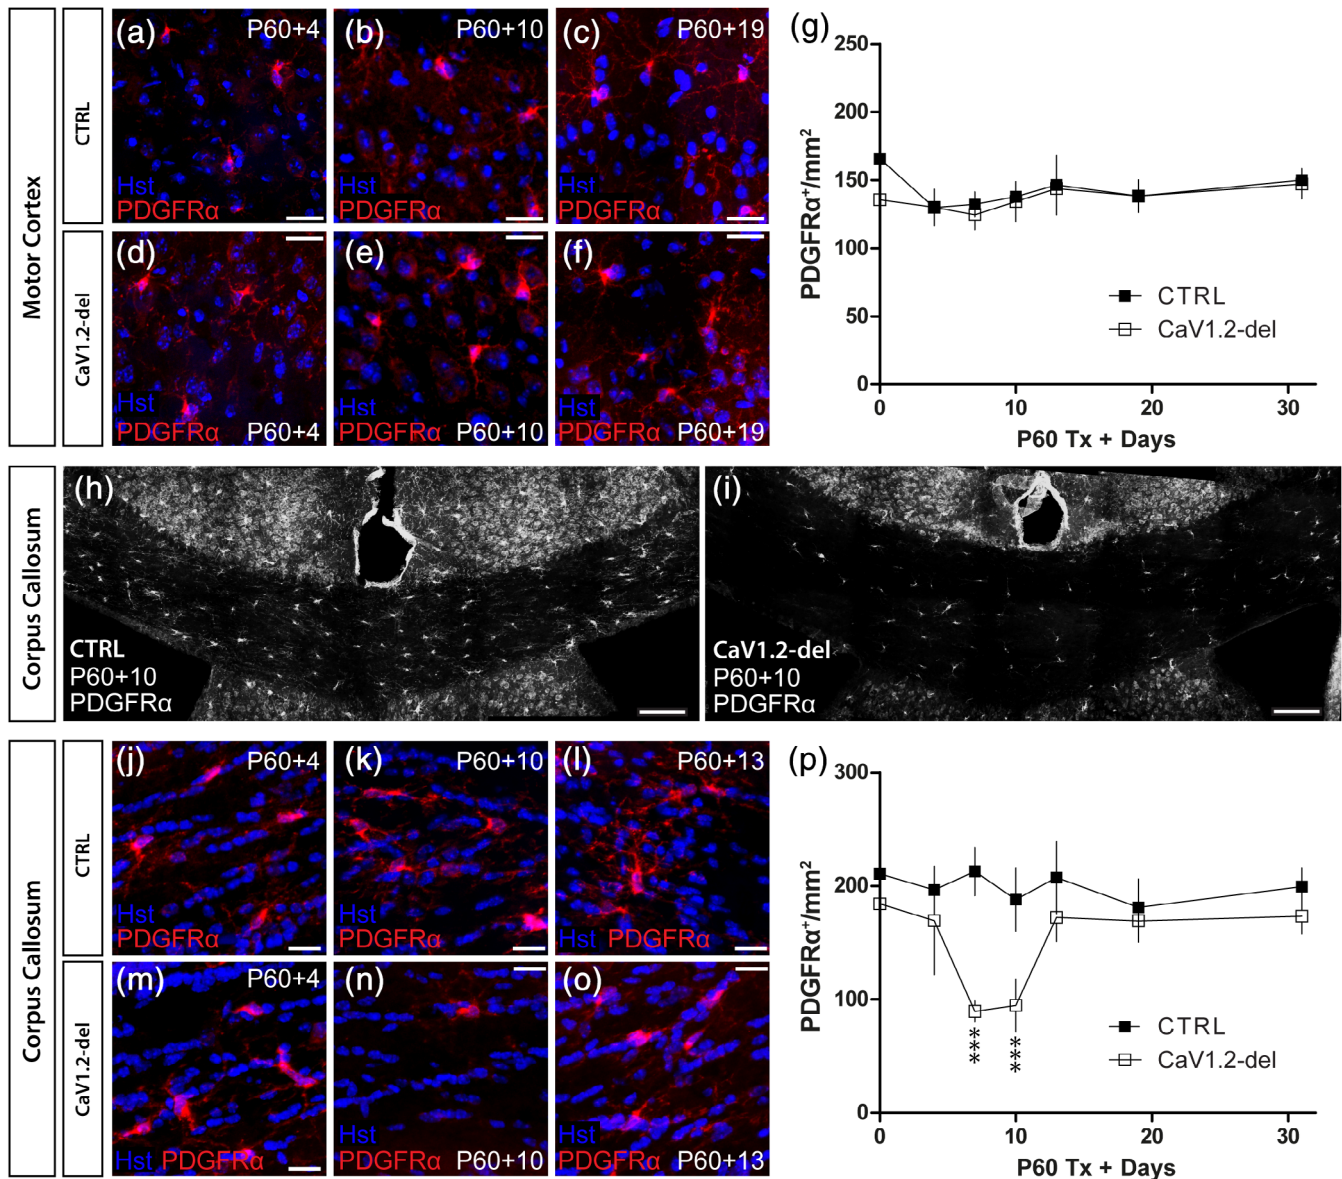 Motor Cortex
CTRL
(a) P60+4
Hst
PDGFRα
(b) P60+10
Hst
PDGFRα
(c) P60+19
Hst
PDGFRα
CaV1.2-del
(d)
Hst
PDGFRα P60+4
(e)
Hst
PDGFRα P60+10
(f)
Hst
PDGFRα P60+19
(g)
PDGFRα+/mm2
250
200
150
100
50
0
0 10 20 30
P60 Tx + Days
CTRL
CaV1.2-del
Corpus Callosum
(h)
CTRL
P60+10
PDGFRα
(i)
CaV1.2-del
P60+10
PDGFRα
Corpus Callosum
CTRL
(j) P60+4
Hst
PDGFRα
(k) P60+10
Hst
PDGFRα
(l) P60+13
Hst PDGFRα
CaV1.2-del
(m) P60+4
Hst PDGFRα
(n)
Hst
PDGFRα P60+10
(o)
Hst
PDGFRα P60+13
(p)
PDGFRα+/mm2
300
200
100
0
*** ***
0 10 20 30
P60 Tx + Days
CTRL
CaV1.2-del